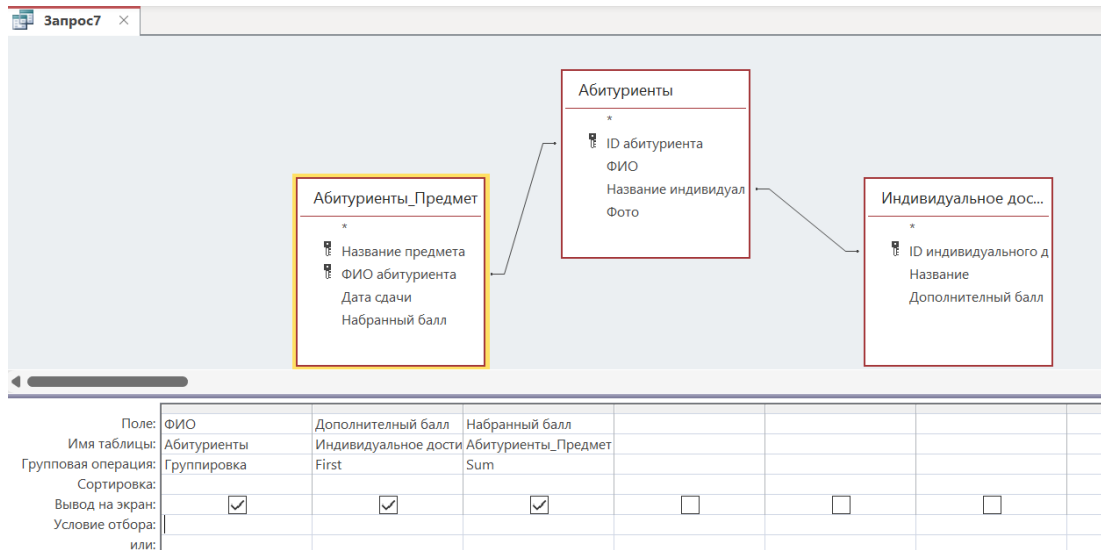 Запрос7
Абитуриенты
*
ID абитуриента
ФИО
Название индивидуал
Фото
Абитуриенты_Предмет
*
Название предмета
ФИО абитуриента
Дата сдачи
Набранный балл
Индивидуальное дос...
*
ID индивидуального д
Название
Дополнителный балл
Поле: ФИО Дополнителный балл Набранный балл
Имя таблицы: Абитуриенты Индивидуальное дости Абитуриенты_Предмет
Групповая операция: Группировка First Sum
Сортировка:
Вывод на экран:
Условие отбора:
или: